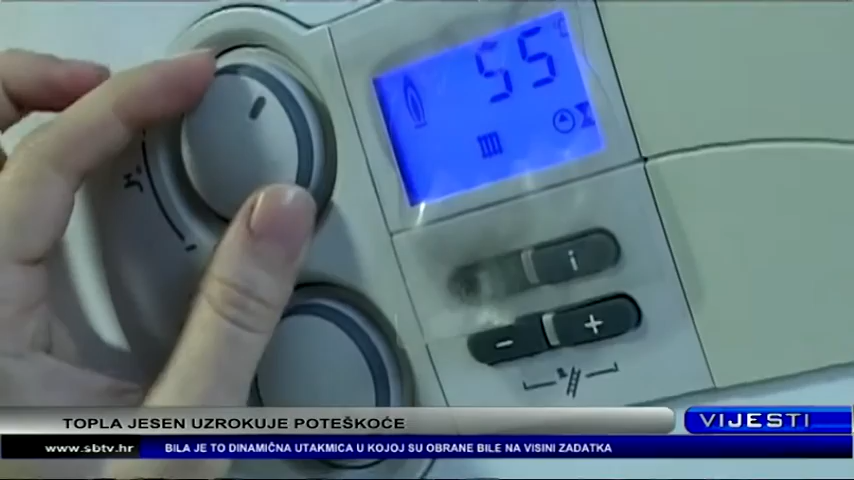 55 °C
i
- +
TOPLA JESEN UZROKUJE POTEŠKOĆE
VIJESTI
www.sbtv.hr
BILA JE TO DINAMIČNA UTAKMICA U KOJOJ SU OBRANE BILE NA VISINI ZADATKA